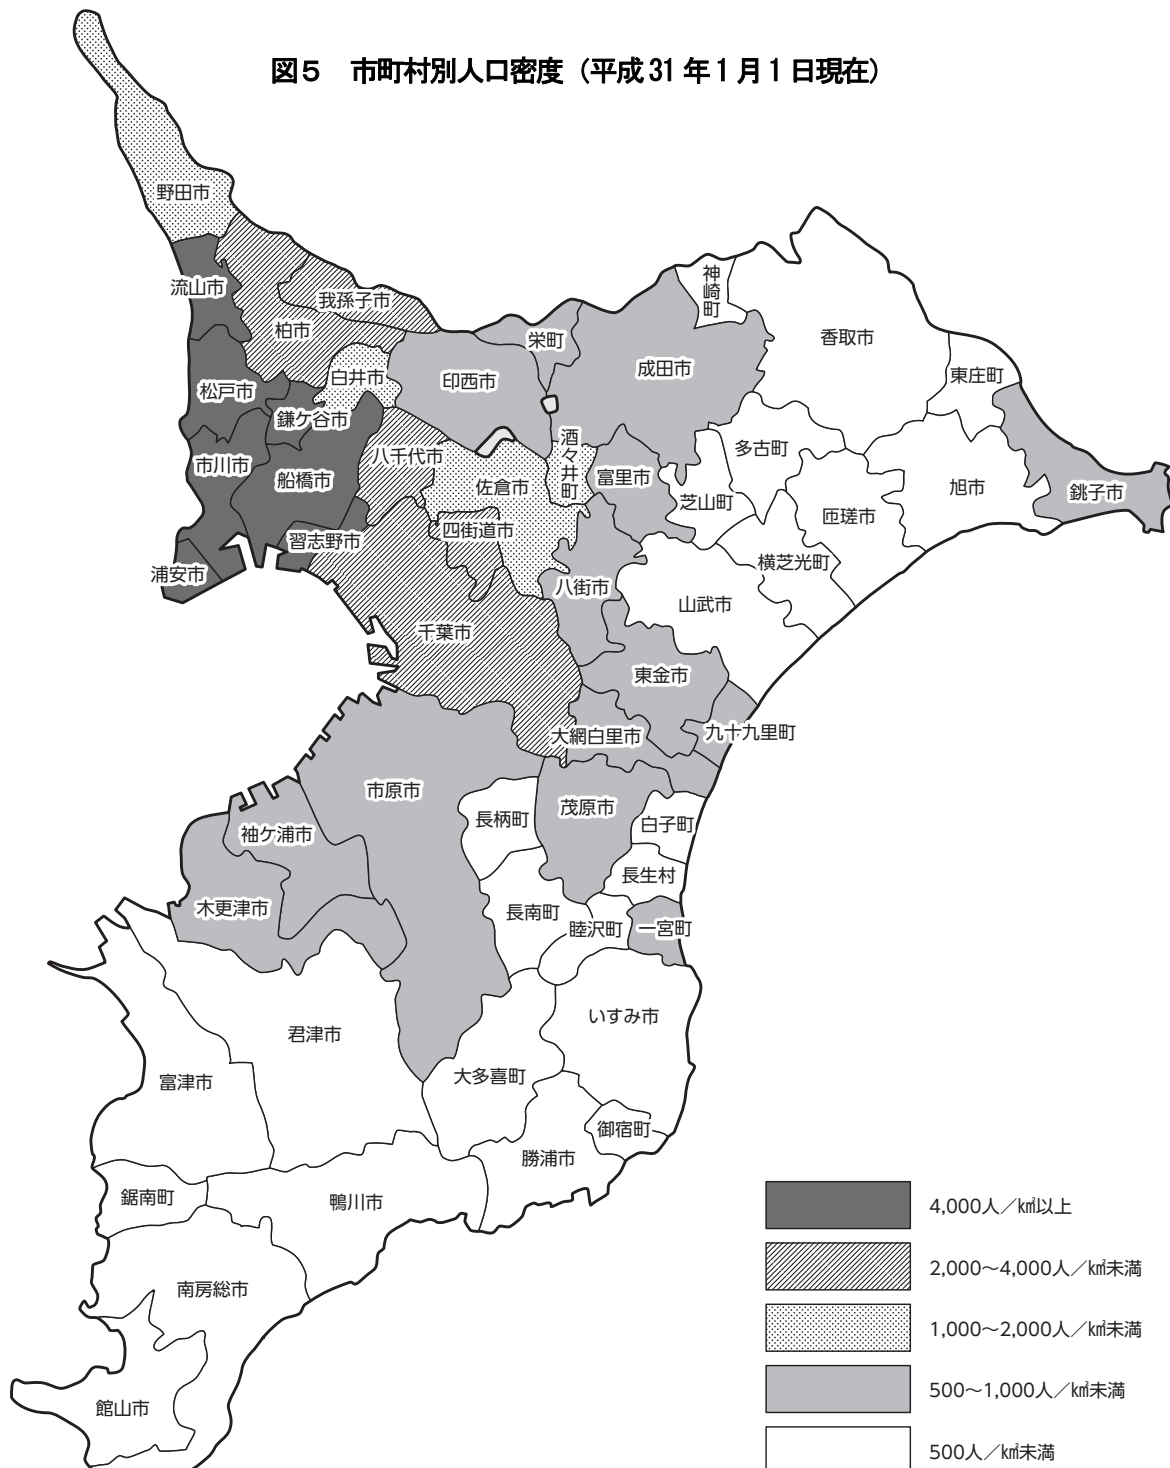 図5 市町村別人口密度（平成31年1月1日現在）
野田市
流山市
我孫子市
柏市
神崎町
香取市
栄町
成田市
東庄町
白井市
印西市
松戸市
鎌ケ谷市
酒々井町
多古町
八千代市
市川市
船橋市
佐倉市
富里市
芝山町
旭市
銚子市
匝瑳市
四街道市
習志野市
横芝光町
浦安市
八街市
山武市
千葉市
東金市
大網白里市
九十九里町
市原市
茂原市
長柄町
白子町
袖ケ浦市
長生村
木更津市
長南町
睦沢町
一宮町
いすみ市
君津市
大多喜町
富津市
御宿町
勝浦市
鋸南町
鴨川市
南房総市
館山市
4,000人／㎢以上
2,000～4,000人／㎢未満
1,000～2,000人／㎢未満
500～1,000人／㎢未満
500人／㎢未満